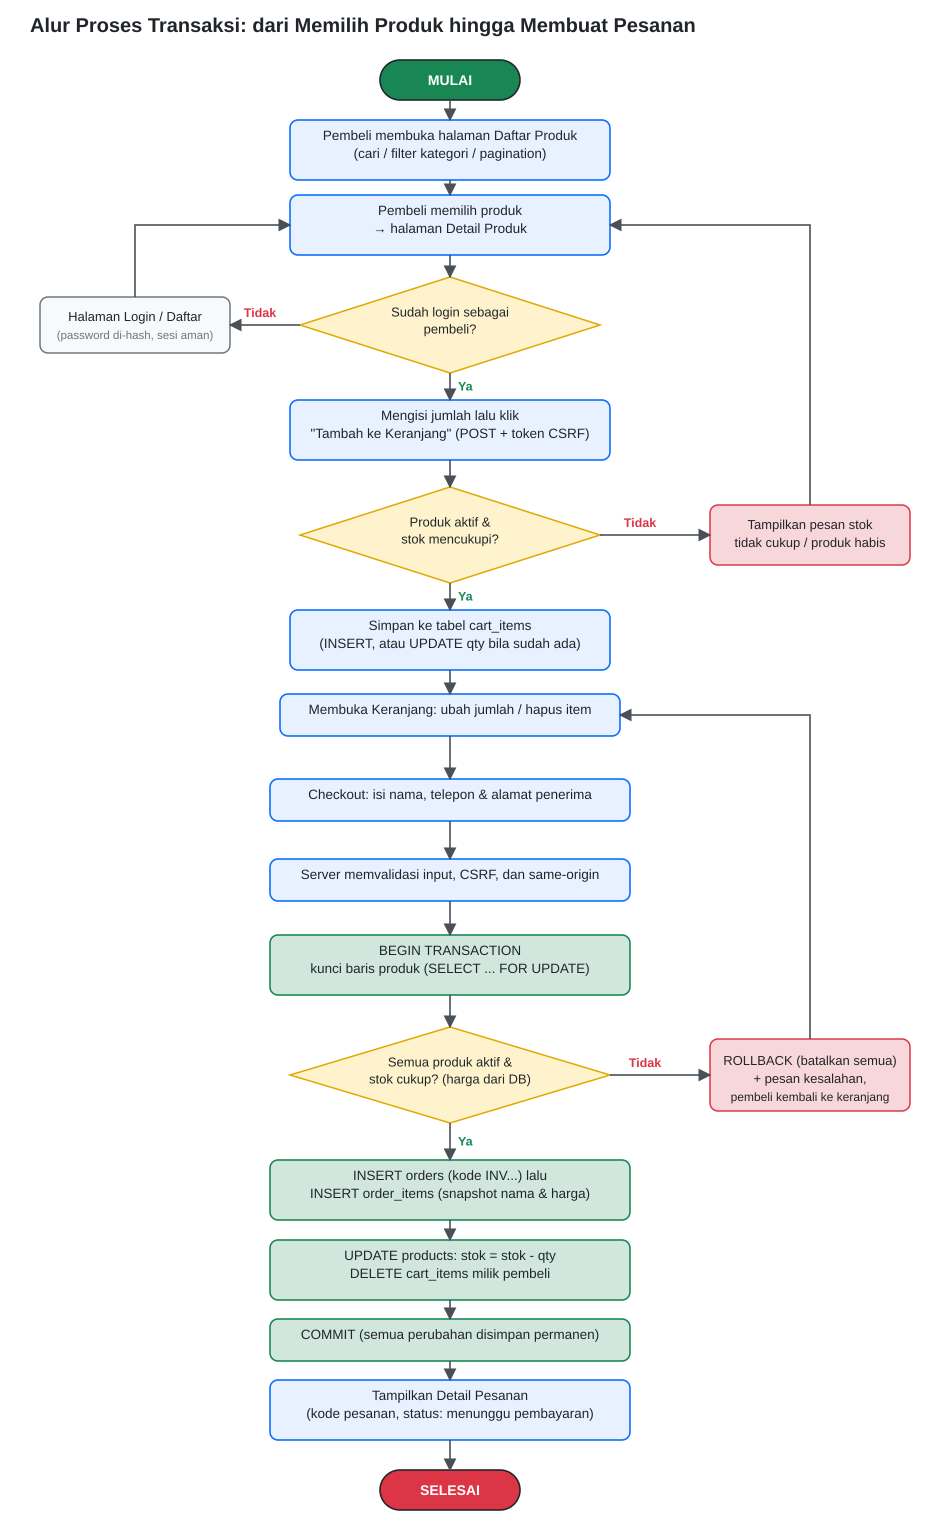 Alur Proses Transaksi: dari Memilih Produk hingga Membuat Pesanan
MULAI
Pembeli membuka halaman Daftar Produk
(cari / filter kategori / pagination)
Pembeli memilih produk
→ halaman Detail Produk
Sudah login sebagai
pembeli?
Tidak
Halaman Login / Daftar
(password di-hash, sesi aman)
Ya
Mengisi jumlah lalu klik
"Tambah ke Keranjang" (POST + token CSRF)
Produk aktif &
stok mencukupi?
Tidak
Tampilkan pesan stok
tidak cukup / produk habis
Ya
Simpan ke tabel cart_items
(INSERT, atau UPDATE qty bila sudah ada)
Membuka Keranjang: ubah jumlah / hapus item
Checkout: isi nama, telepon & alamat penerima
Server memvalidasi input, CSRF, dan same-origin
BEGIN TRANSACTION
kunci baris produk (SELECT ... FOR UPDATE)
Semua produk aktif &
stok cukup? (harga dari DB)
Tidak
ROLLBACK (batalkan semua)
+ pesan kesalahan,
pembeli kembali ke keranjang
Ya
INSERT orders (kode INV...) lalu
INSERT order_items (snapshot nama & harga)
UPDATE products: stok = stok - qty
DELETE cart_items milik pembeli
COMMIT (semua perubahan disimpan permanen)
Tampilkan Detail Pesanan
(kode pesanan, status: menunggu pembayaran)
SELESAI